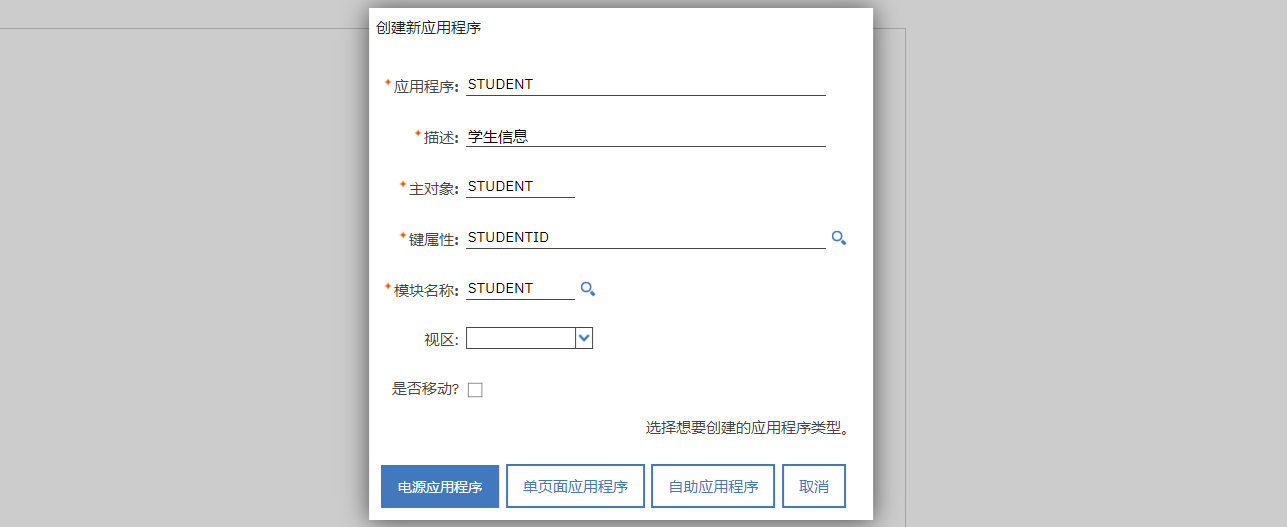 创建新应用程序
应用程序: STUDENT
描述: 学生信息
主对象: STUDENT
键属性: STUDENTID
模块名称: STUDENT
视区:
是否移动?
选择想要创建的应用程序类型。
电源应用程序 单页面应用程序 自助应用程序 取消